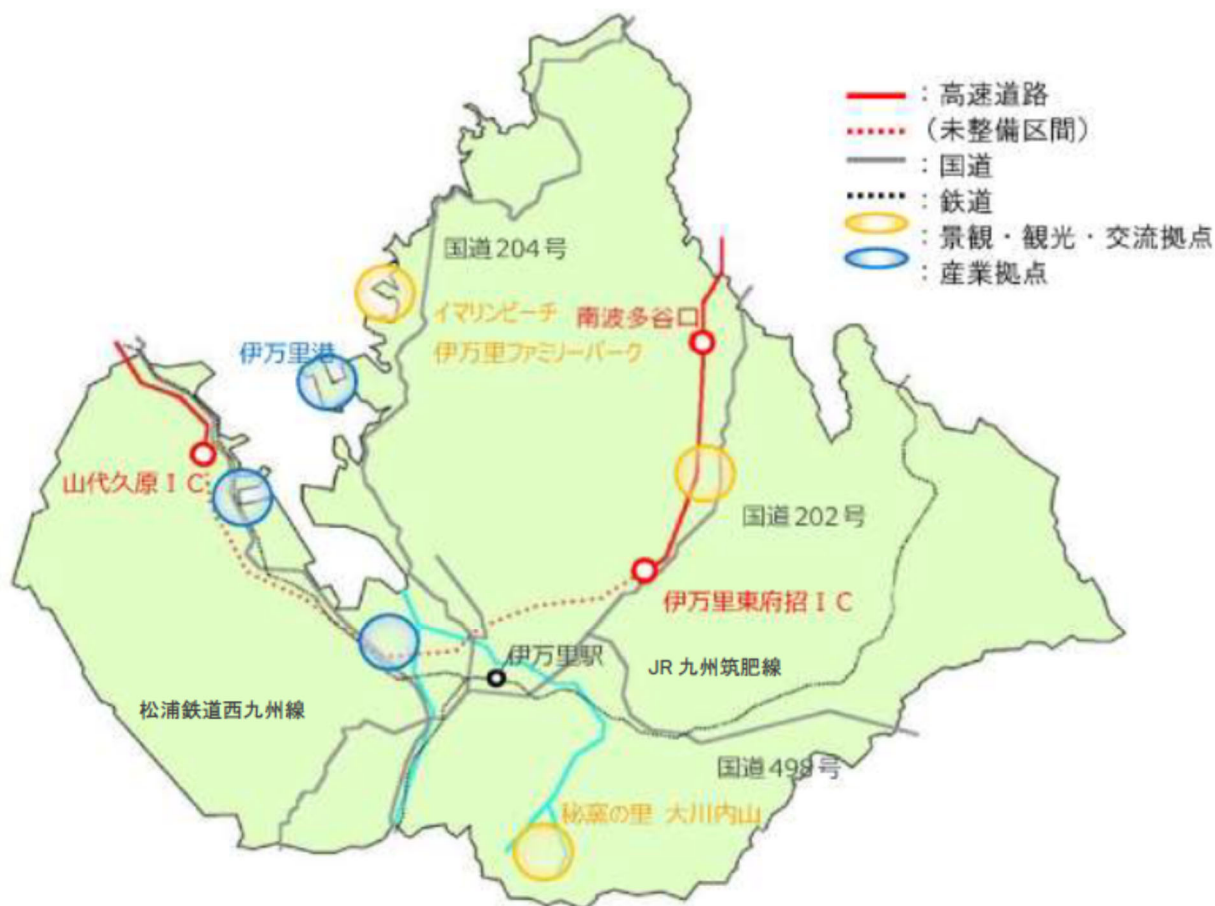 ：高速道路
（未整備区間）
：国道
：鉄道
：景観・観光・交流拠点
：産業拠点
国道204号
イマリンビーチ
伊万里ファミリーパーク
南波多谷口
伊万里港
山代久原ＩＣ
国道202号
伊万里東府招ＩＣ
伊万里駅
JR九州筑肥線
松浦鉄道西九州線
国道498号
秘窯の里 大川内山